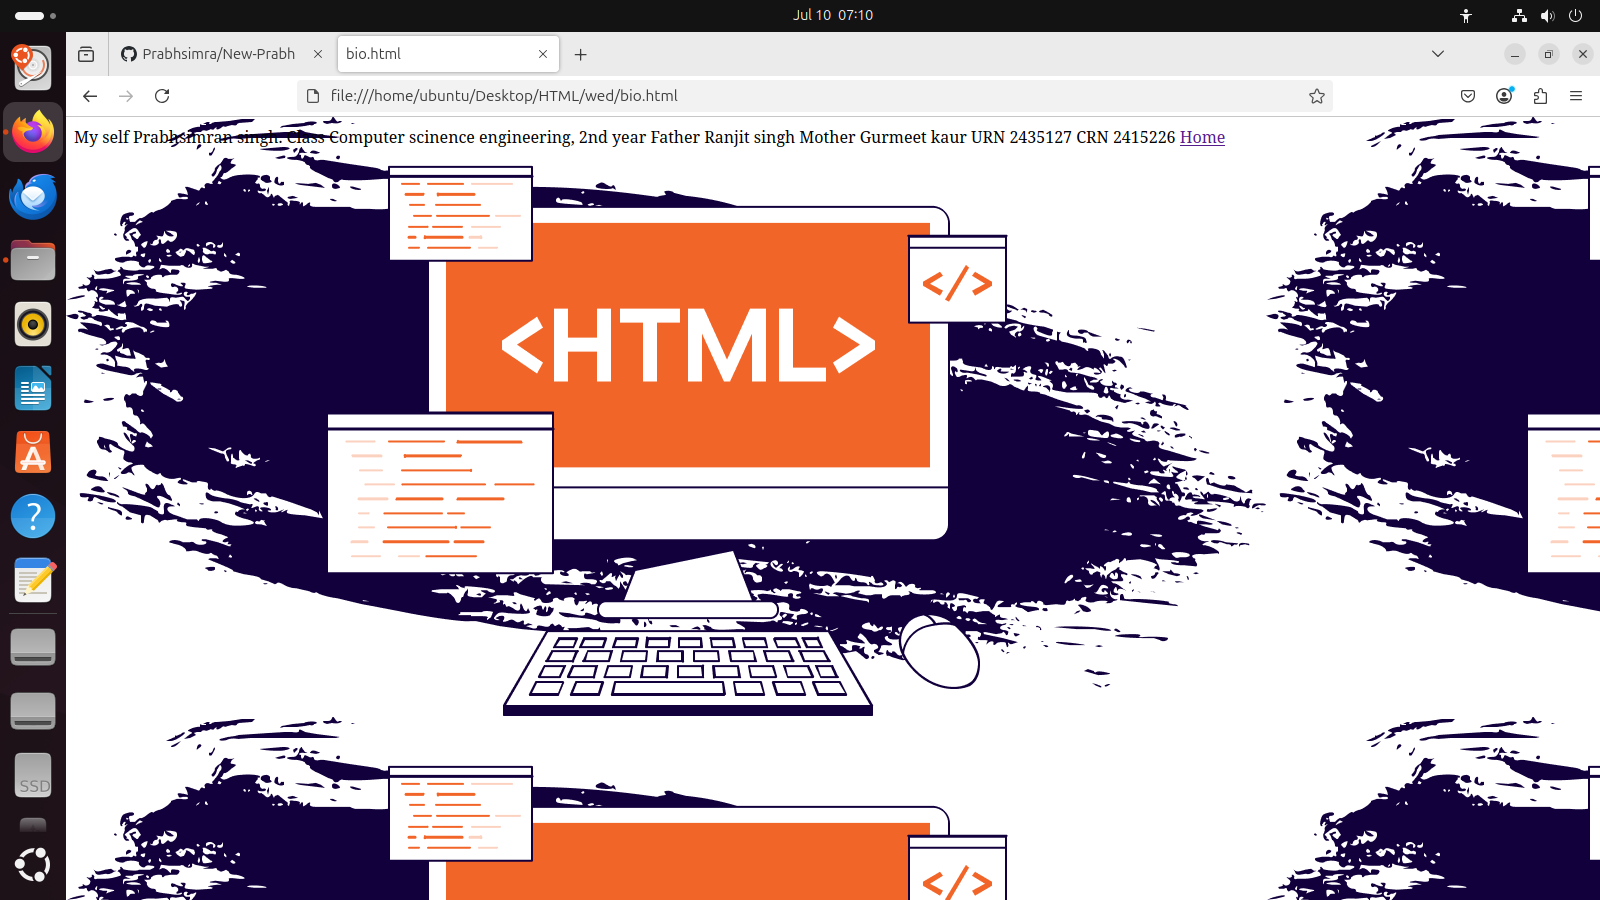 Jul 10 07:10
Prabhsimra/New-Prabh
bio.html
file:///home/ubuntu/Desktop/HTML/wed/bio.html
My self Prabhsimran singh. Class Computer scinence engineering, 2nd year Father Ranjit singh Mother Gurmeet kaur URN 2435127 CRN 2415226 Home
</>
<HTML>
SSD
</>